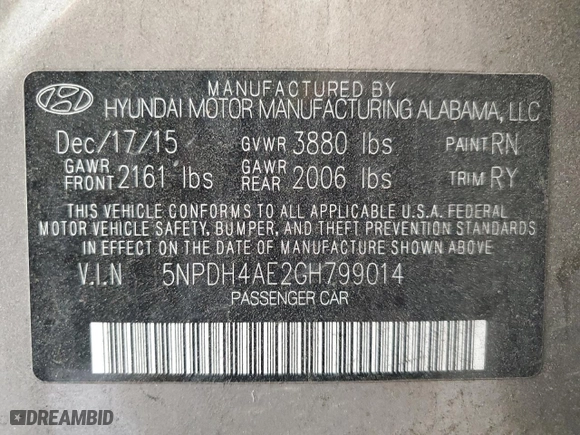 MANUFACTURED BY
HYUNDAI MOTOR MANUFACTURING ALABAMA, LLC
Dec/17/15 GVWR 3880 lbs PAINT RN
GAWR FRONT 2161 lbs GAWR REAR 2006 lbs TRIM RY
THIS VEHICLE CONFORMS TO ALL APPLICABLE U.S.A. FEDERAL
MOTOR VEHICLE SAFETY, BUMPER, AND THEFT PREVENTION STANDARDS
IN EFFECT ON THE DATE OF MANUFACTURE SHOWN ABOVE
V.I.N 5NPDH4AE2GH799014
PASSENGER CAR
DREAMBID